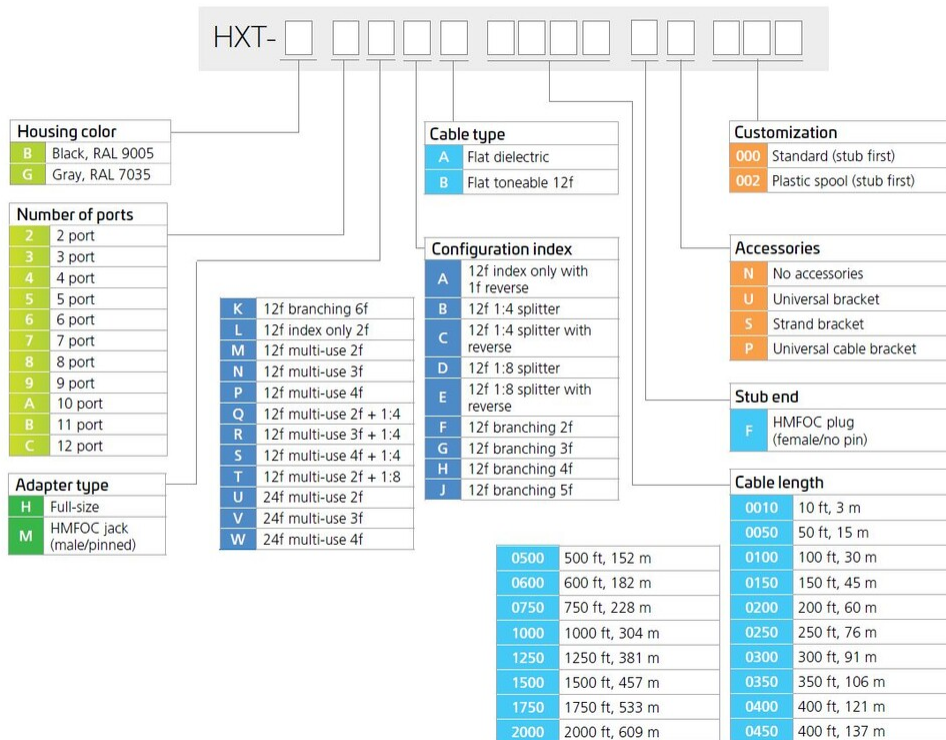 HXT-
Housing color
B Black, RAL 9005
G Gray, RAL 7035
Number of ports
2 2 port
3 3 port
4 4 port
5 5 port
6 6 port
7 7 port
8 8 port
9 9 port
A 10 port
B 11 port
C 12 port
Adapter type
H Full-size
M HMFOC jack
(male/pinned)
K 12f branching 6f
L 12f index only 2f
M 12f multi-use 2f
N 12f multi-use 3f
P 12f multi-use 4f
Q 12f multi-use 2f + 1:4
R 12f multi-use 3f + 1:4
S 12f multi-use 4f + 1:4
T 12f multi-use 2f + 1:8
U 24f multi-use 2f
V 24f multi-use 3f
W 24f multi-use 4f
Cable type
A Flat dielectric
B Flat toneable 12f
Configuration index
A 12f index only with
1f reverse
B 12f 1:4 splitter
C 12f 1:4 splitter with
reverse
D 12f 1:8 splitter
E 12f 1:8 splitter with
reverse
F 12f branching 2f
G 12f branching 3f
H 12f branching 4f
J 12f branching 5f
Customization
000 Standard (stub first)
002 Plastic spool (stub first)
Accessories
N No accessories
U Universal bracket
S Strand bracket
P Universal cable bracket
Stub end
F HMFOC plug
(female/no pin)
Cable length
0010 10 ft, 3 m
0050 50 ft, 15 m
0100 100 ft, 30 m
0150 150 ft, 45 m
0200 200 ft, 60 m
0250 250 ft, 76 m
0300 300 ft, 91 m
0350 350 ft, 106 m
0400 400 ft, 121 m
0450 400 ft, 137 m
0500 500 ft, 152 m
0600 600 ft, 182 m
0750 750 ft, 228 m
1000 1000 ft, 304 m
1250 1250 ft, 381 m
1500 1500 ft, 457 m
1750 1750 ft, 533 m
2000 2000 ft, 609 m